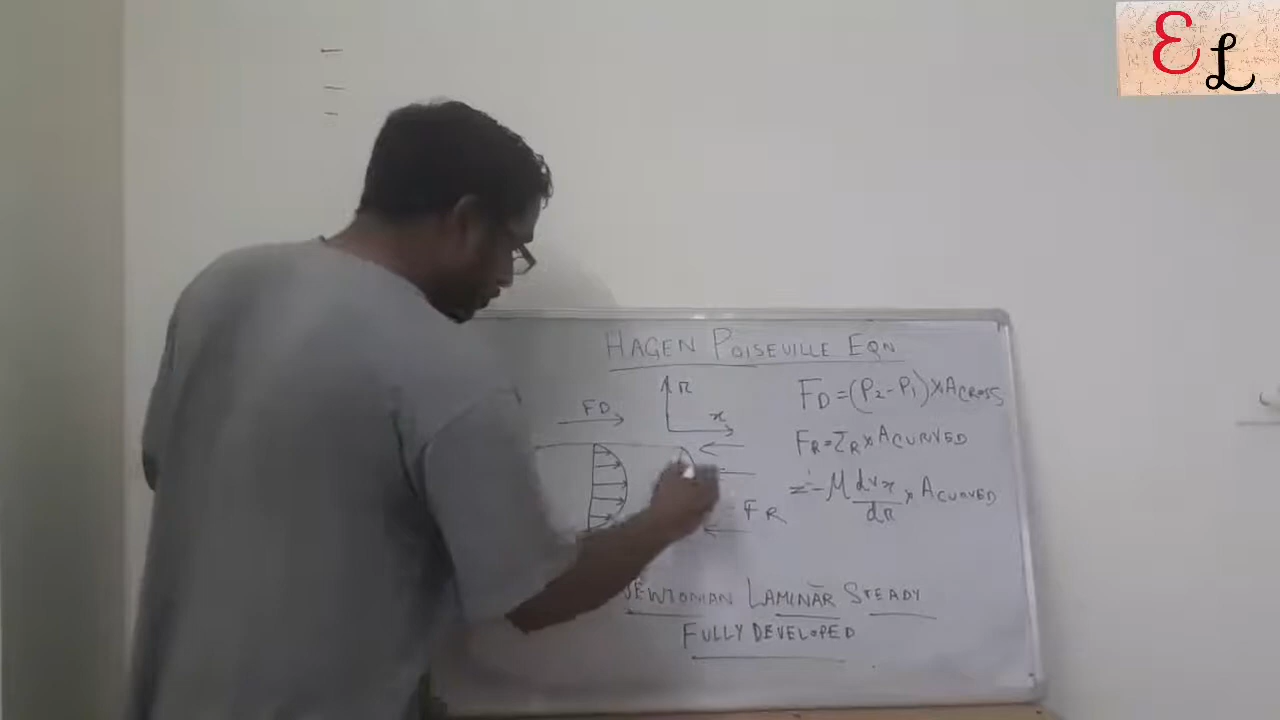 ε L
HAGEN POISEVILLE EQN
R
FD
x
FD = (P2 - P1) x ACROSS
FR = τR x ACURVED
= - μ dvx/dR x ACURVED
FR
NEWTONIAN LAMINAR STEADY
FULLY DEVELOPED